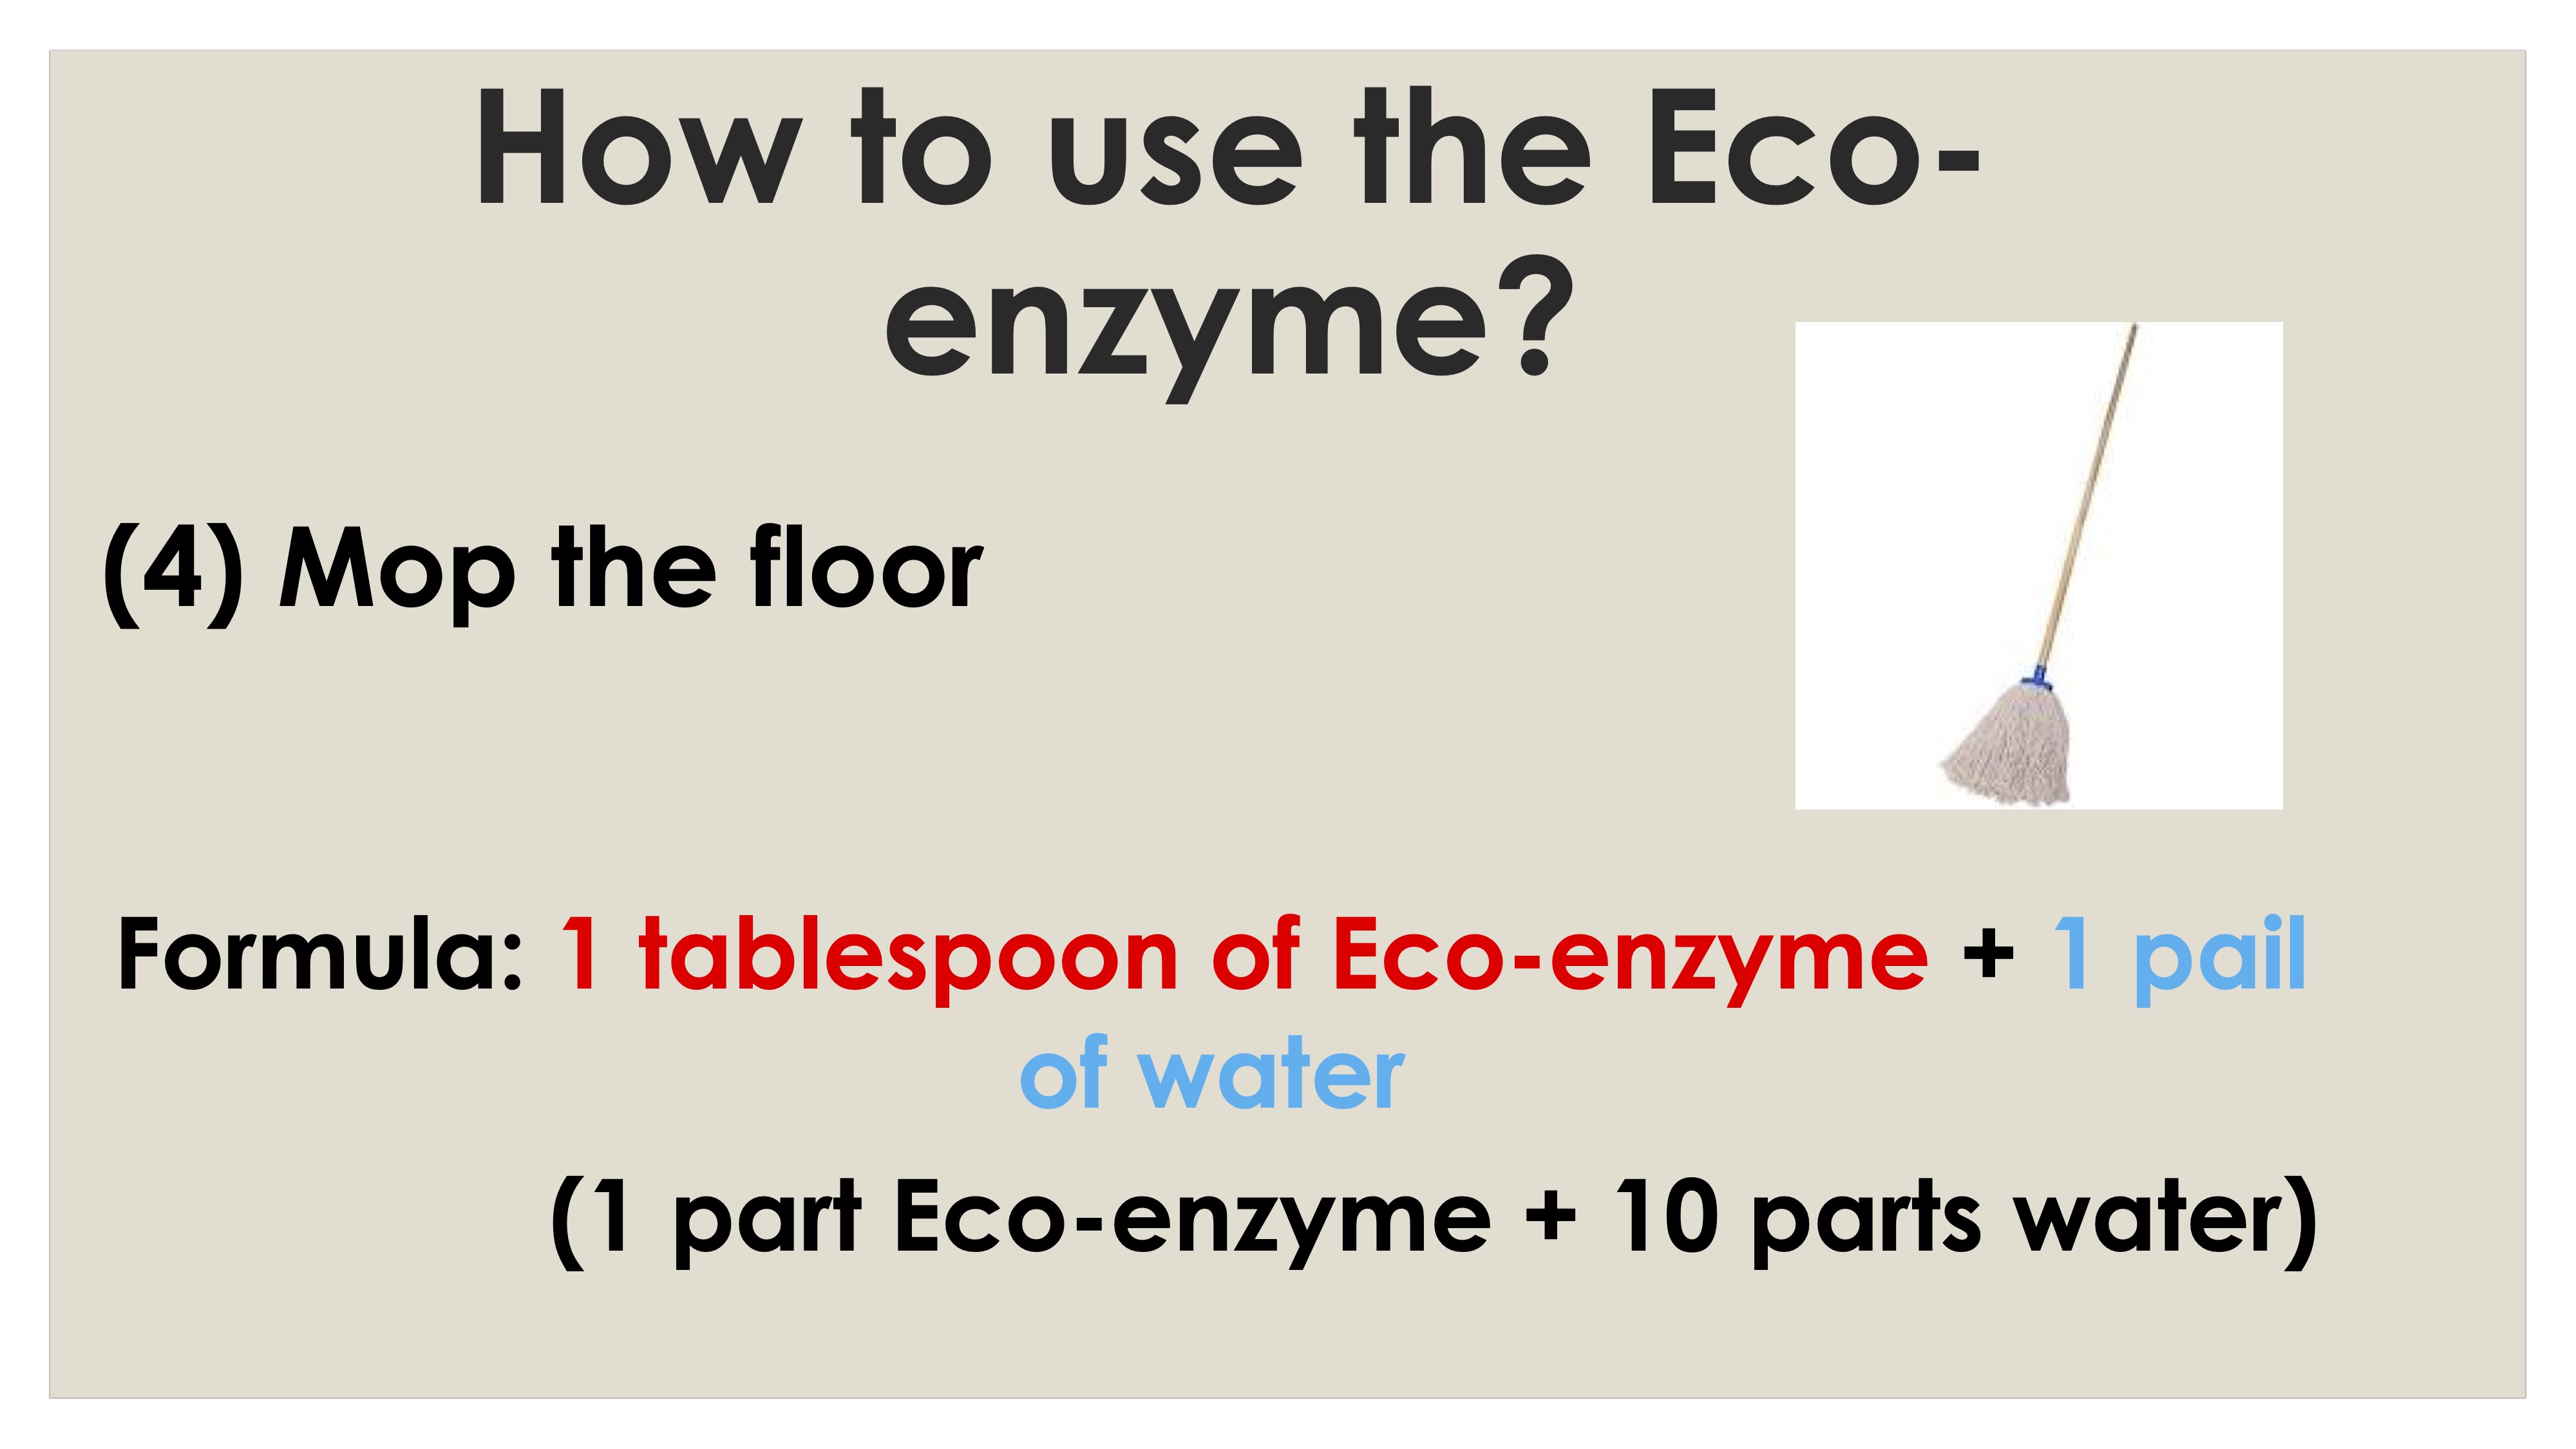 How to use the Eco-
enzyme?
(4) Mop the floor
Formula: 1 tablespoon of Eco-enzyme + 1 pail
of water
(1 part Eco-enzyme + 10 parts water)